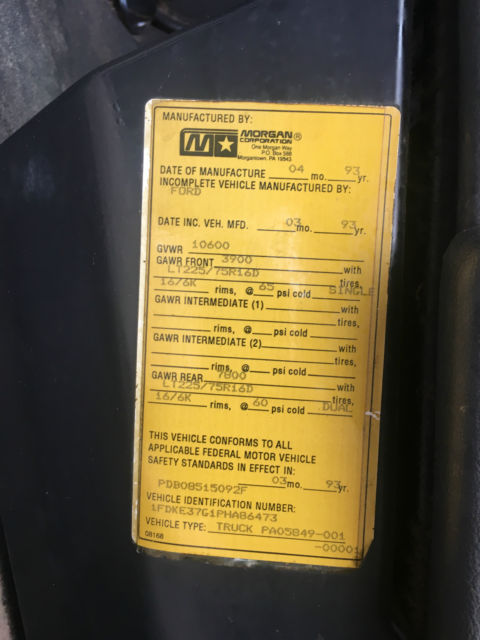 MANUFACTURED BY:
MORGAN®
CORPORATION
One Morgan Way
P.O. Box 588
Morgantown, PA 19543
DATE OF MANUFACTURE 04 mo. 93 yr.
INCOMPLETE VEHICLE MANUFACTURED BY:
FORD
DATE INC. VEH. MFD. 03 mo. 93 yr.
GVWR 10600
GAWR FRONT 3900 with
LT225/75R16D tires,
16/6K rims, @ 65 psi cold SINGLE
GAWR INTERMEDIATE (1) with
tires,
rims, @ psi cold
GAWR INTERMEDIATE (2) with
tires,
rims, @ psi cold
GAWR REAR 7800 with
LT225/75R16D tires,
16/6K rims, @ 60 psi cold DUAL
THIS VEHICLE CONFORMS TO ALL
APPLICABLE FEDERAL MOTOR VEHICLE
SAFETY STANDARDS IN EFFECT IN:
03 mo. 93 yr.
PDB08515092F
VEHICLE IDENTIFICATION NUMBER:
1FDKE37G1PHA86473
VEHICLE TYPE: TRUCK PA05849-001
08168 -00001